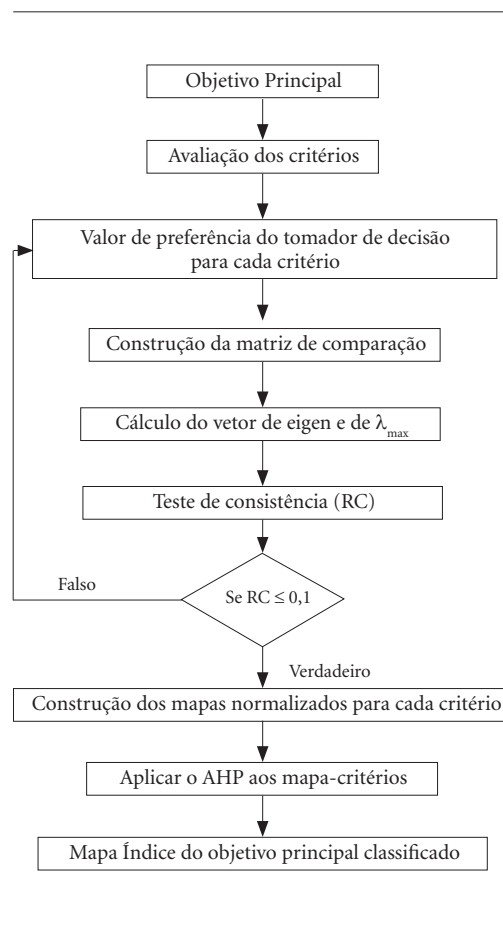 Objetivo Principal
Avaliação dos critérios
Valor de preferência do tomador de decisão
para cada critério
Construção da matriz de comparação
Cálculo do vetor de eigen e de λmax
Teste de consistência (RC)
Falso
Se RC ≤ 0,1
Verdadeiro
Construção dos mapas normalizados para cada critério
Aplicar o AHP aos mapa-critérios
Mapa Índice do objetivo principal classificado